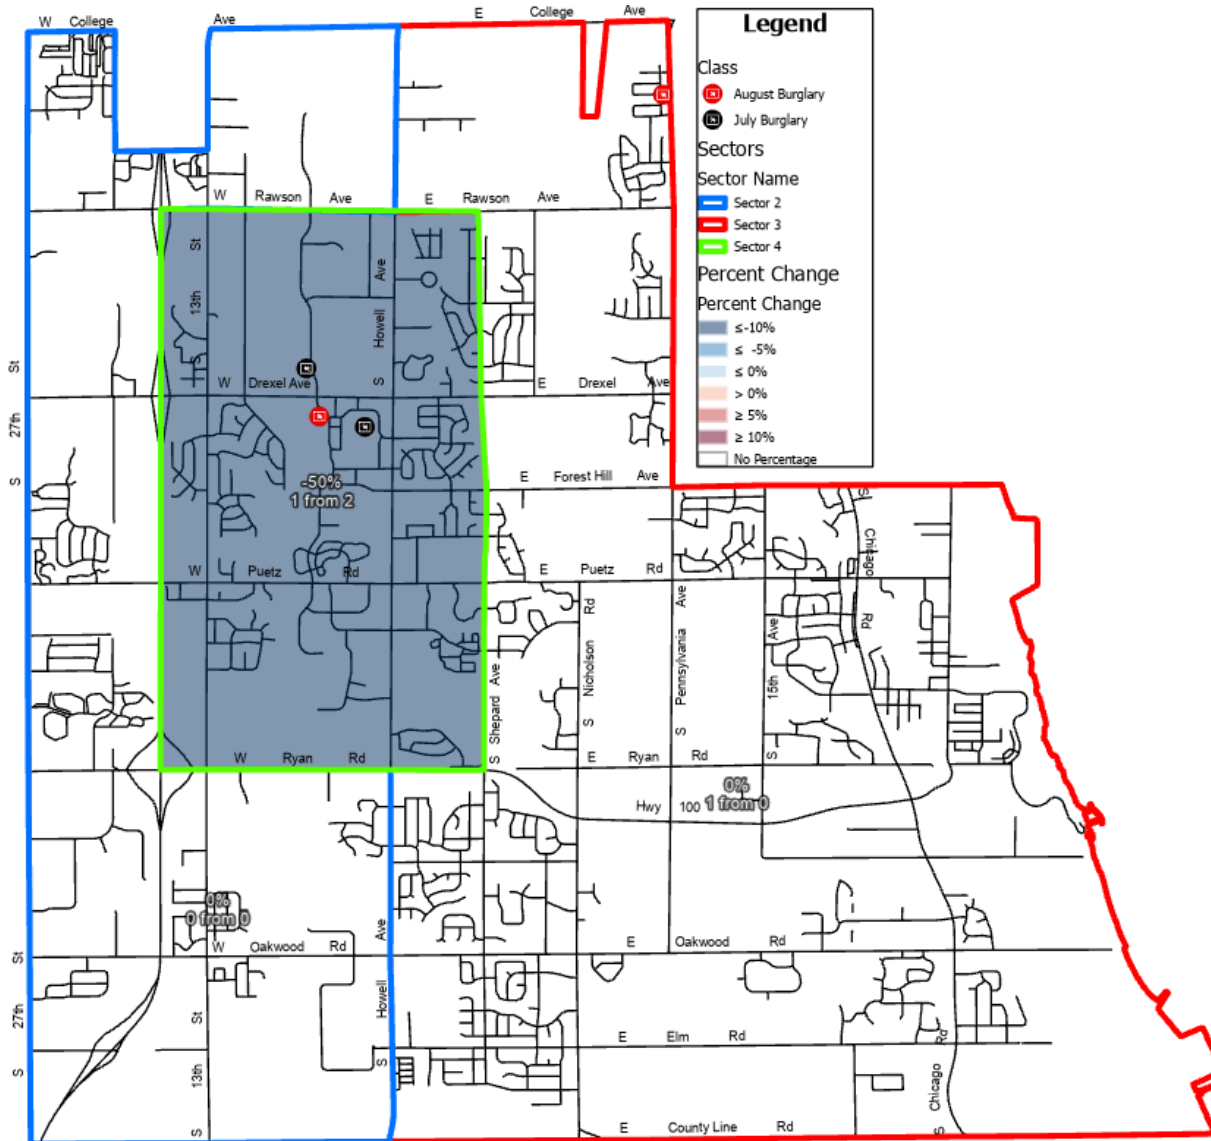 W College Ave
E College Ave
Legend
Class
August Burglary
July Burglary
Sectors
Sector Name
Sector 2
Sector 3
Sector 4
Percent Change
Percent Change
≤-10%
≤ -5%
≤ 0%
> 0%
≥ 5%
≥ 10%
No Percentage
W Rawson Ave
E Rawson Ave
S 13th St
S Howell Ave
S 27th St
W Drexel Ave
E Drexel Ave
-50%
1 from 2
E Forest Hill Ave
W Puetz Rd
E Puetz Rd
S Chicago Rd
S Nicholson Rd
S Pennsylvania Ave
S 15th Ave
S Shepard Ave
W Ryan Rd
E Ryan Rd
Hwy 100
0%
1 from 0
0%
0 from 0
W Oakwood Rd
E Oakwood Rd
S 27th St
S 13th St
S Howell Ave
E Elm Rd
S Chicago Rd
E County Line Rd